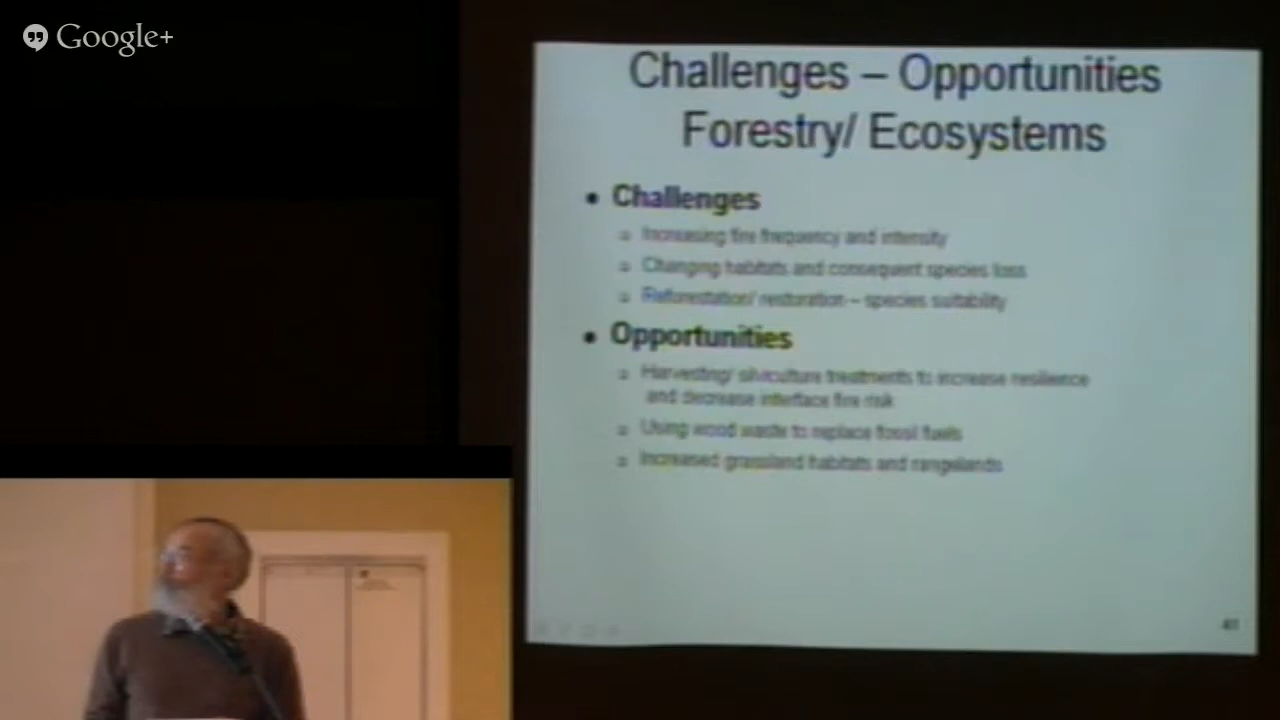 Google+
Challenges – Opportunities
Forestry/ Ecosystems
• Challenges
Increasing fire frequency and intensity
Changing habitats and consequent species loss
Reforestation/ restoration – species suitability
• Opportunities
Harvesting/ silviculture treatments to increase resilience
and decrease interface fire risk
Using wood waste to replace fossil fuels
Increased grassland habitats and rangelands